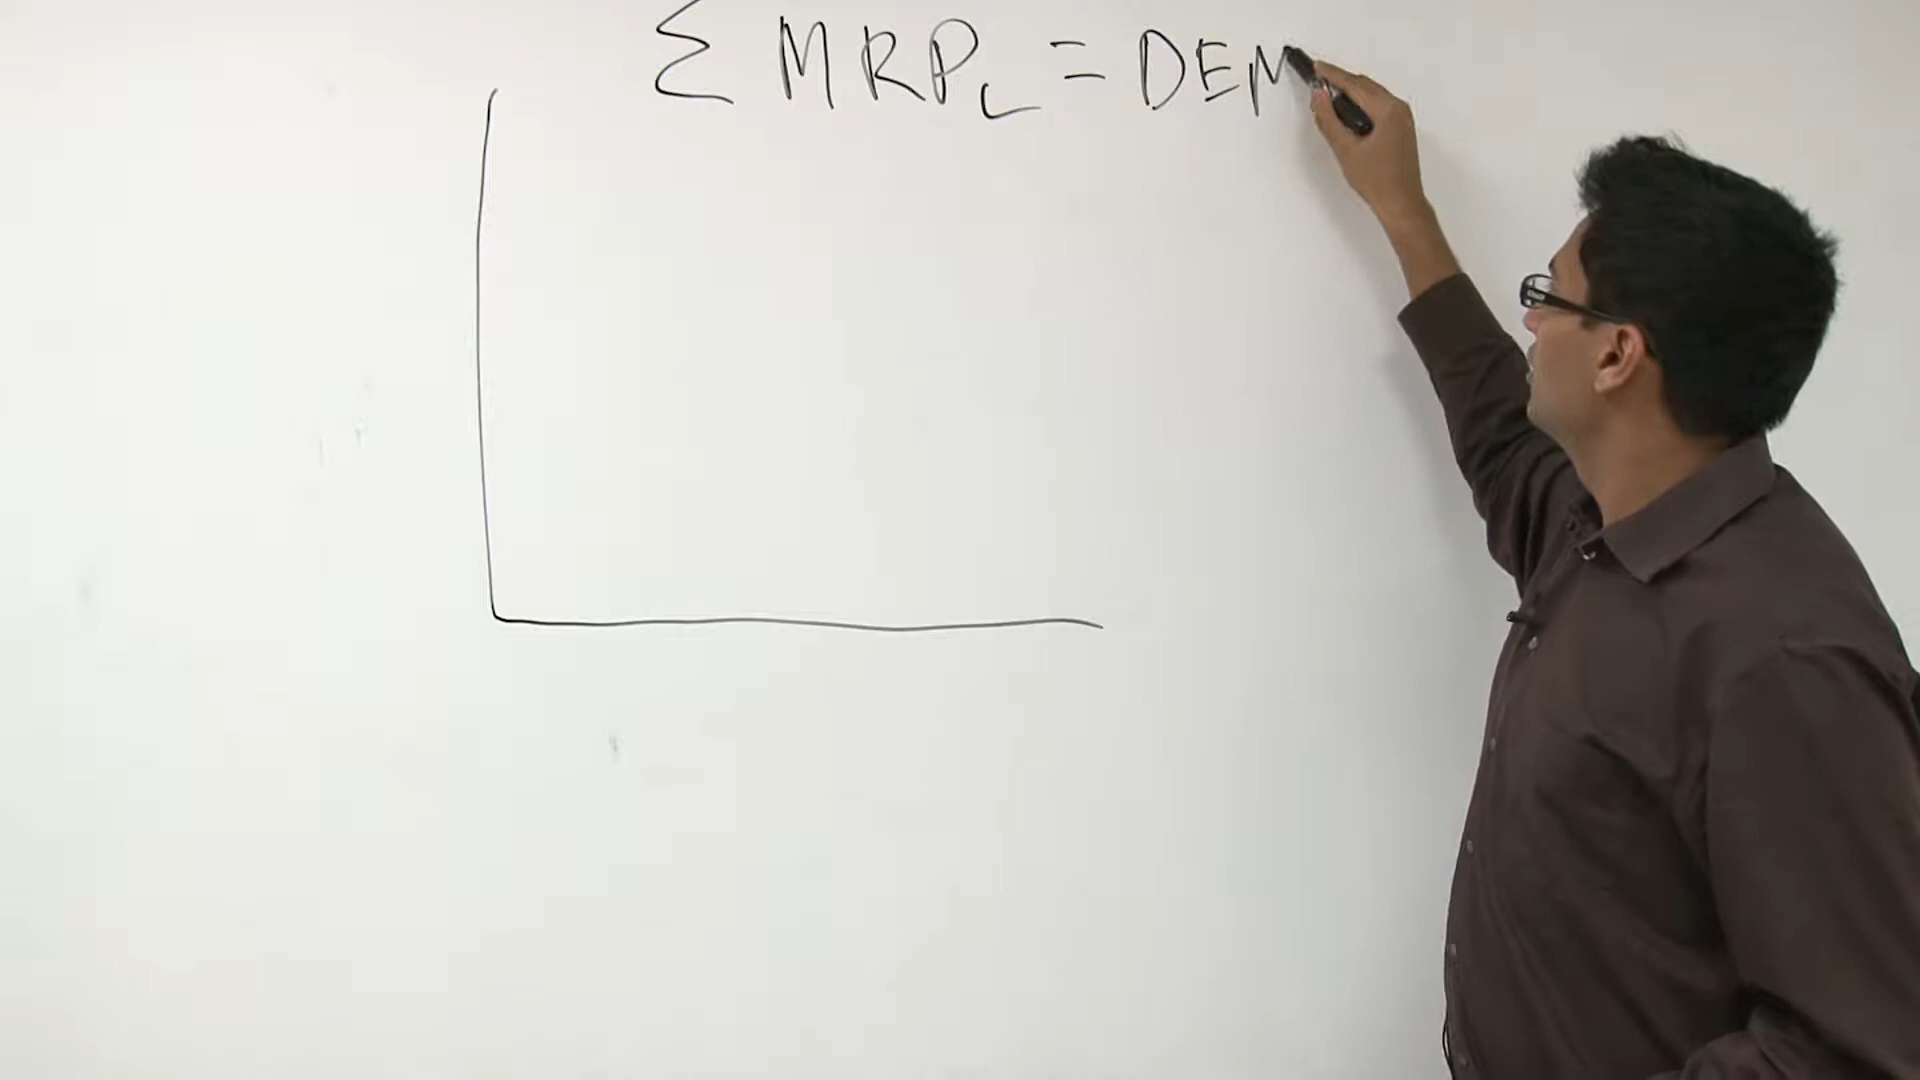 Σ MRP_L = DEM